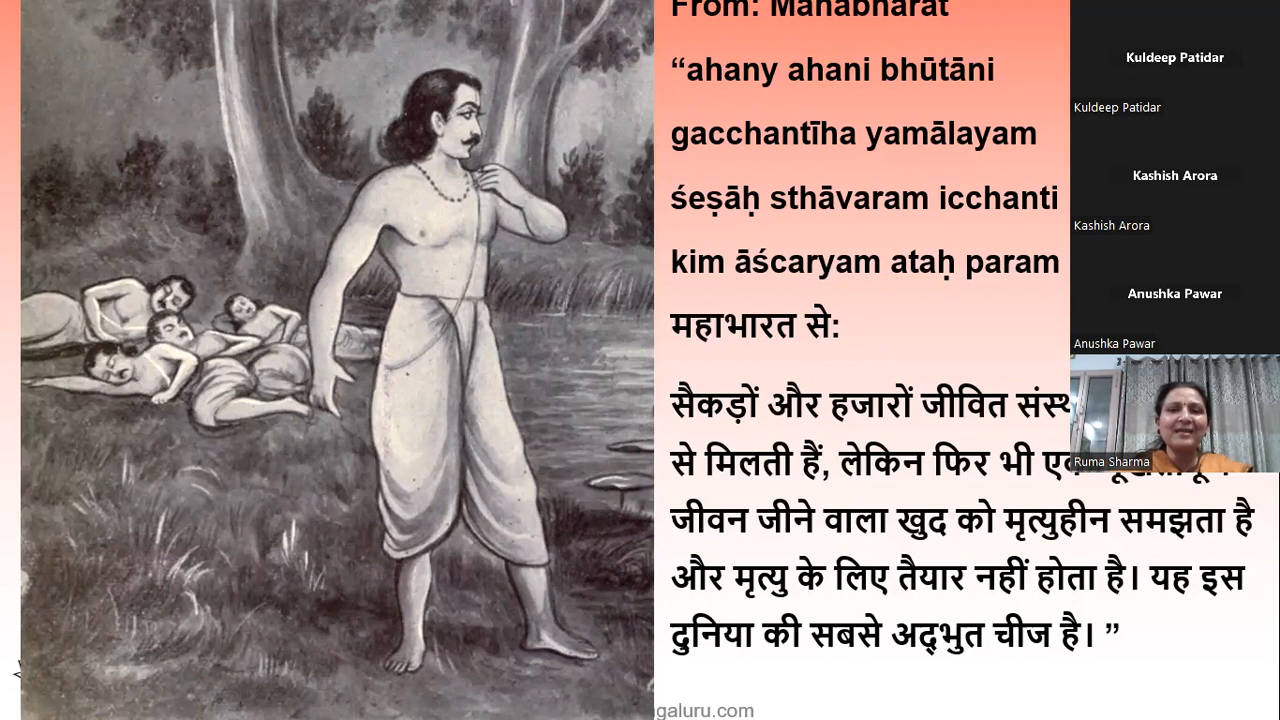 From: Mahabharat
“ahany ahani bhūtāni
gacchantīha yamālayam
śeṣāḥ sthāvaram icchanti
kim āścaryam ataḥ param
महाभारत से:
सैकड़ों और हजारों जीवित
से मिलती हैं, लेकिन फिर भी
जीवन जीने वाला खुद को मृत्युहीन समझता है
और मृत्यु के लिए तैयार नहीं होता है। यह इस
दुनिया की सबसे अद्भुत चीज है। ”
galuru.com
Kuldeep Patidar
Kuldeep Patidar
Kashish Arora
Kashish Arora
Anushka Pawar
Anushka Pawar
Ruma Sharma